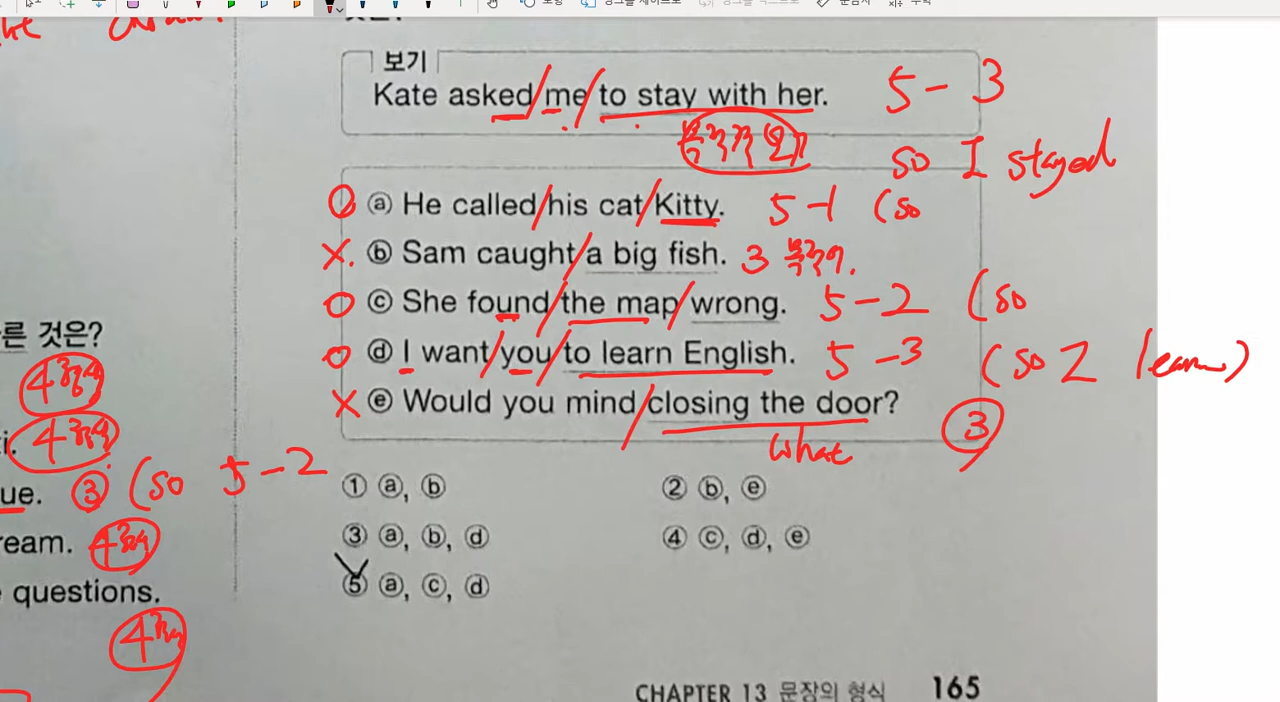 보기
Kate asked me to stay with her. 5-3
목적격 보어 so I stayed
O ⓐ He called his cat Kitty. 5-1 (so
X. ⓑ Sam caught a big fish. 3 목적어.
O ⓒ She found the map wrong. 5-2 (so
른 것은?
O ⓓ I want you to learn English. 5-3 (so I learn)
4형식
X ⓔ Would you mind closing the door? ③
what
i. 4형식
① ⓐ, ⓑ ② ⓑ, ⓔ
ue. ③ (so 5-2
③ ⓐ, ⓑ, ⓓ ④ ⓒ, ⓓ, ⓔ
ream. 4형식
⑤ ⓐ, ⓒ, ⓓ
questions.
4형식
CHAPTER 13 문장의 형식 165